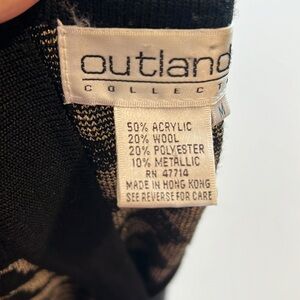 outland
COLLECT
50% ACRYLIC
20% WOOL
20% POLYESTER
10% METALLIC
RN 47714
MADE IN HONG KONG
SEE REVERSE FOR CARE